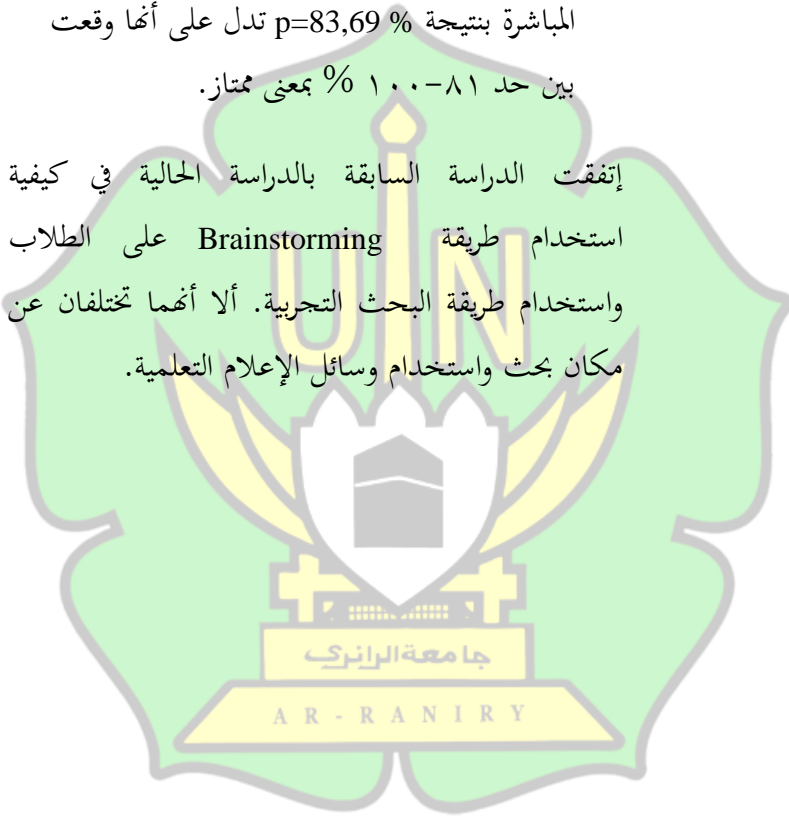 المباشرة بنتيجة % p=83,69 تدل على أنها وقعت
بين حد ٨١-١٠٠ % بمعنى ممتاز.
إتفقت الدراسة السابقة بالدراسة الحالية في كيفية
استخدام طريقة Brainstorming على الطلاب
واستخدام طريقة البحث التجربية. ألا أنهما تختلفان عن
مكان بحث واستخدام وسائل الإعلام التعلمية.
UIN
جامعة الرانري
AR-RANIRY